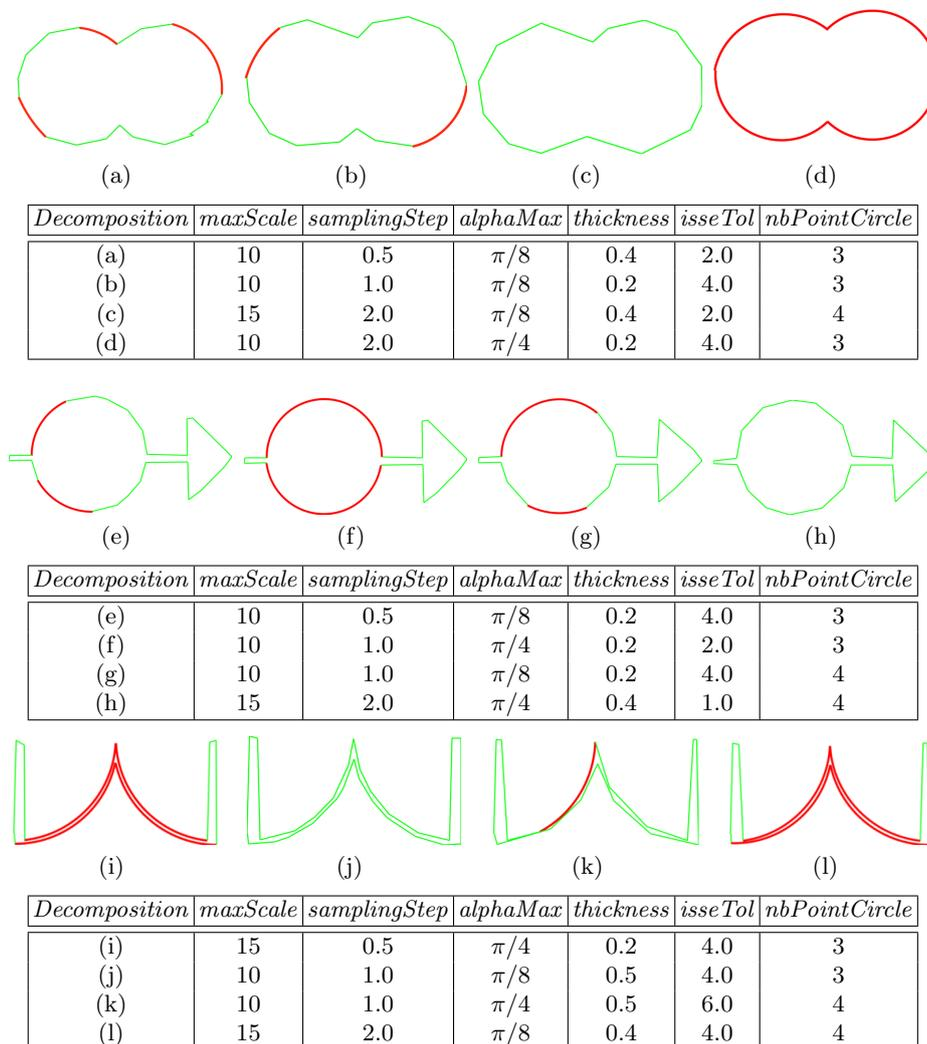 (a) (b) (c) (d)
Decomposition maxScale samplingStep alphaMax thickness isseTol nbPointCircle
(a) 10 0.5 π/8 0.4 2.0 3
(b) 10 1.0 π/8 0.2 4.0 3
(c) 15 2.0 π/8 0.4 2.0 4
(d) 10 2.0 π/4 0.2 4.0 3
(e) (f) (g) (h)
Decomposition maxScale samplingStep alphaMax thickness isseTol nbPointCircle
(e) 10 0.5 π/8 0.2 4.0 3
(f) 10 1.0 π/4 0.2 2.0 3
(g) 10 1.0 π/8 0.2 4.0 4
(h) 15 2.0 π/4 0.4 1.0 4
(i) (j) (k) (l)
Decomposition maxScale samplingStep alphaMax thickness isseTol nbPointCircle
(i) 15 0.5 π/4 0.2 4.0 3
(j) 10 1.0 π/8 0.5 4.0 3
(k) 10 1.0 π/4 0.5 6.0 4
(l) 15 2.0 π/8 0.4 4.0 4